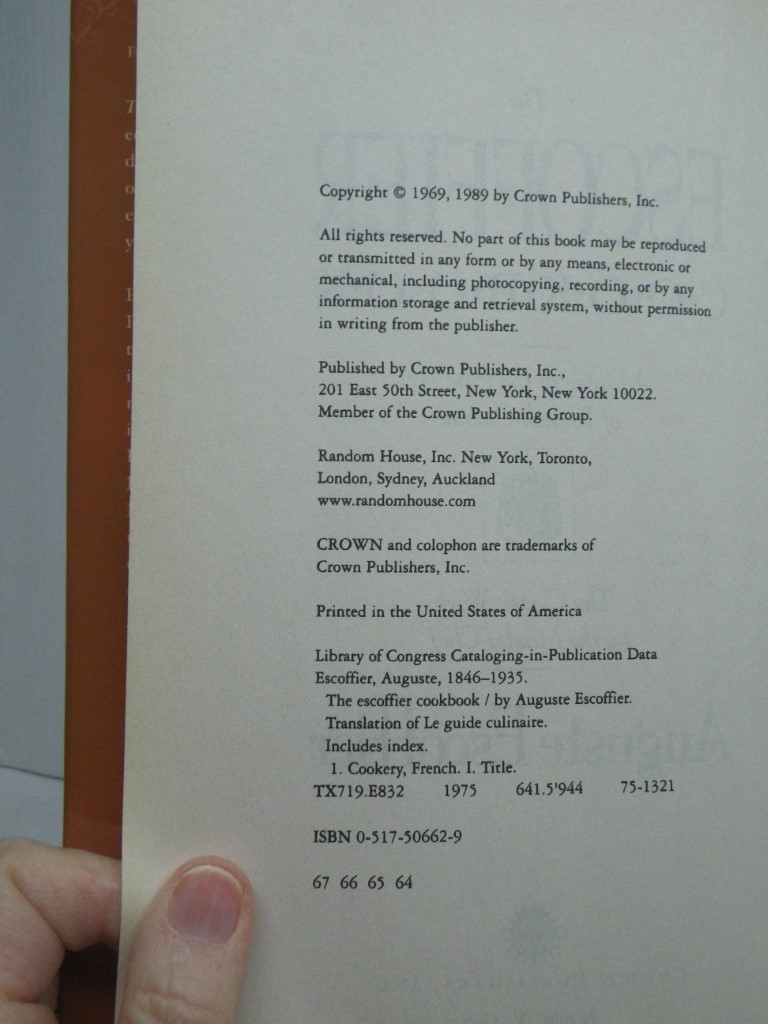 Copyright © 1969, 1989 by Crown Publishers, Inc.
All rights reserved. No part of this book may be reproduced
or transmitted in any form or by any means, electronic or
mechanical, including photocopying, recording, or by any
information storage and retrieval system, without permission
in writing from the publisher.
Published by Crown Publishers, Inc.,
201 East 50th Street, New York, New York 10022.
Member of the Crown Publishing Group.
Random House, Inc. New York, Toronto,
London, Sydney, Auckland
www.randomhouse.com
CROWN and colophon are trademarks of
Crown Publishers, Inc.
Printed in the United States of America
Library of Congress Cataloging-in-Publication Data
Escoffier, Auguste, 1846–1935.
The escoffier cookbook / by Auguste Escoffier.
Translation of Le guide culinaire.
Includes index.
1. Cookery, French. I. Title.
TX719.E832 1975 641.5'944 75-1321
ISBN 0-517-50662-9
67 66 65 64